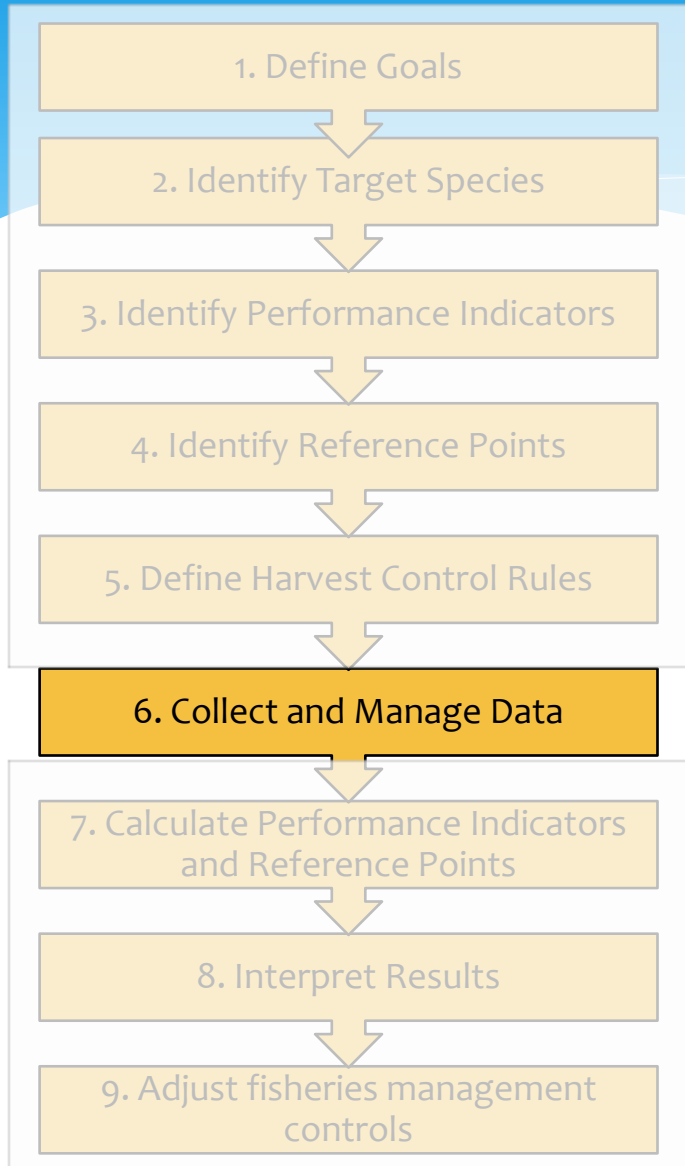 1. Define Goals
2. Identify Target Species
3. Identify Performance Indicators
4. Identify Reference Points
5. Define Harvest Control Rules
6. Collect and Manage Data
7. Calculate Performance Indicators
and Reference Points
8. Interpret Results
9. Adjust fisheries management
controls